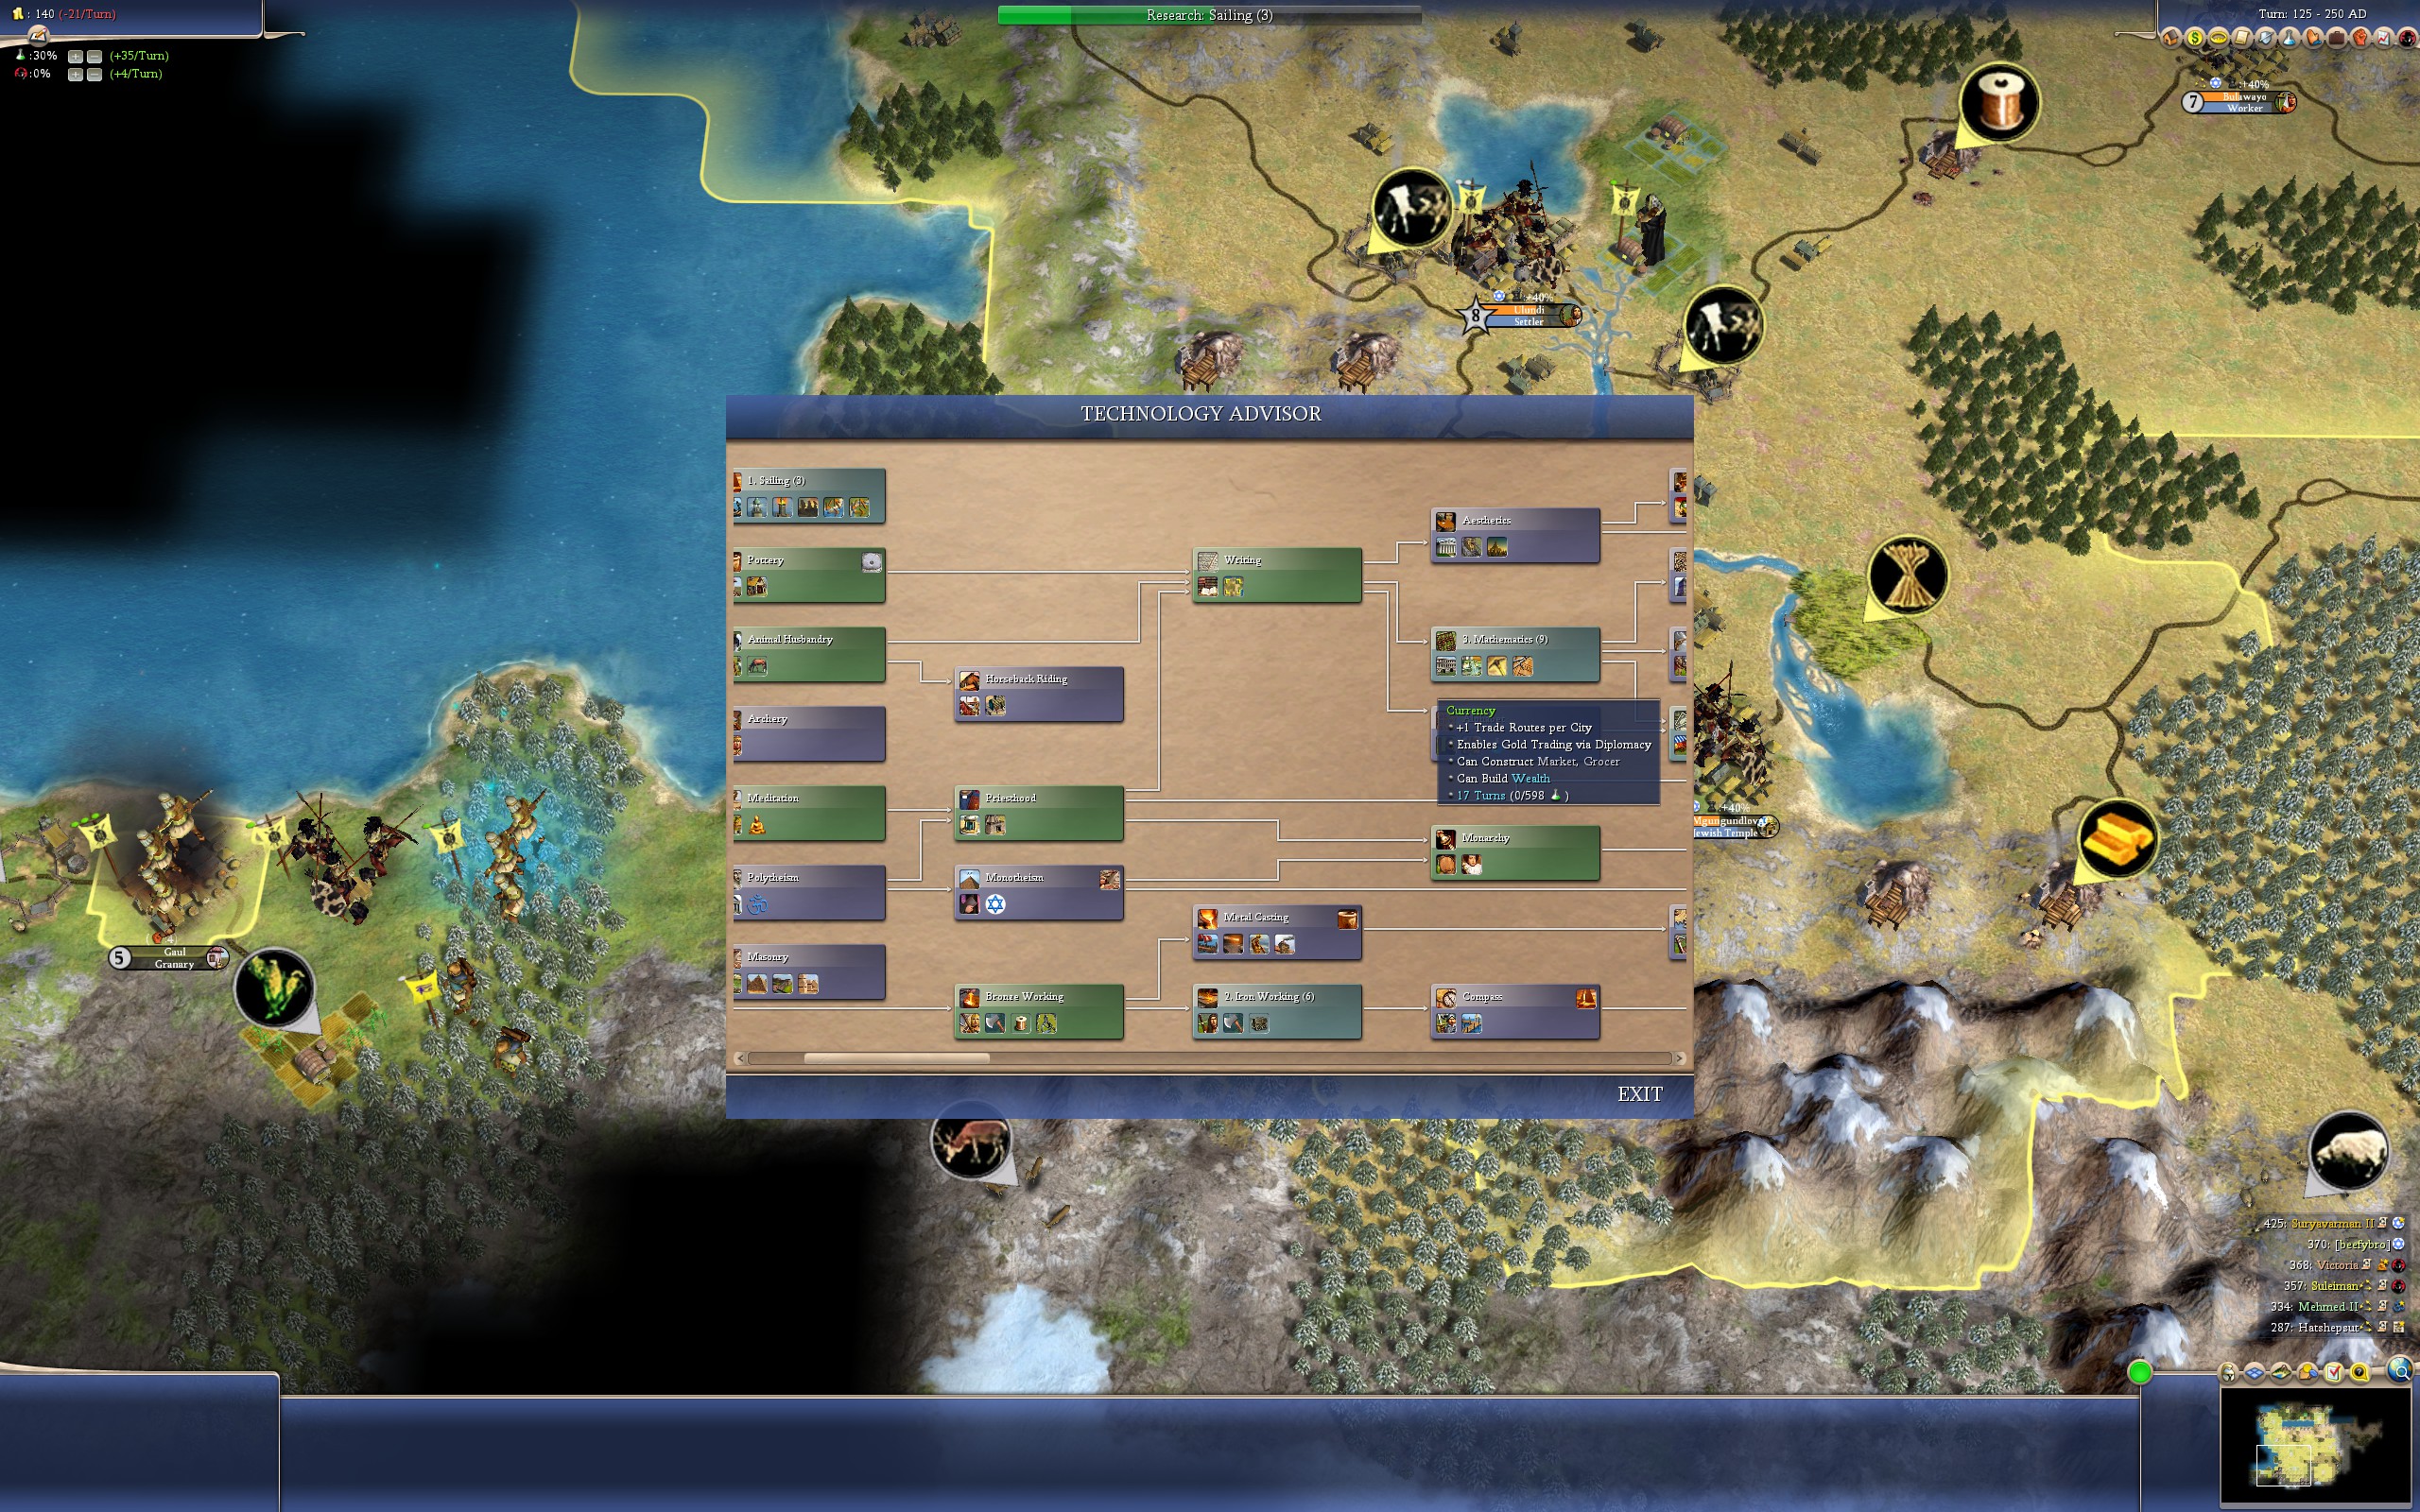 : 140 (-21/Turn)
Research: Sailing (3)
Turn: 125 - 250 AD
:30% (+35/Turn)
:0% (+4/Turn)
:+40%
7 Bulawayo
Worker
:+40%
8 Ulundi
Settler
TECHNOLOGY ADVISOR
1. Sailing (3)
Aesthetics
Pottery
Writing
Animal Husbandry
3. Mathematics (9)
Horseback Riding
Archery
Currency
+1 Trade Routes per City
Enables Gold Trading via Diplomacy
Can Construct Market, Grocer
Can Build Wealth
17 Turns (0/598 )
Meditation
Priesthood
:+40%
Mgungundlov
Jewish Temple
Monarchy
Polytheism
Monotheism
Metal Casting
5 Gaul
Granary
Masonry
Bronze Working
2. Iron Working (6)
Compass
EXIT
425: Suryavarman II
370: [beefybro]
368: Victoria
357: Suleiman
334: Mehmed II
287: Hatshepsut